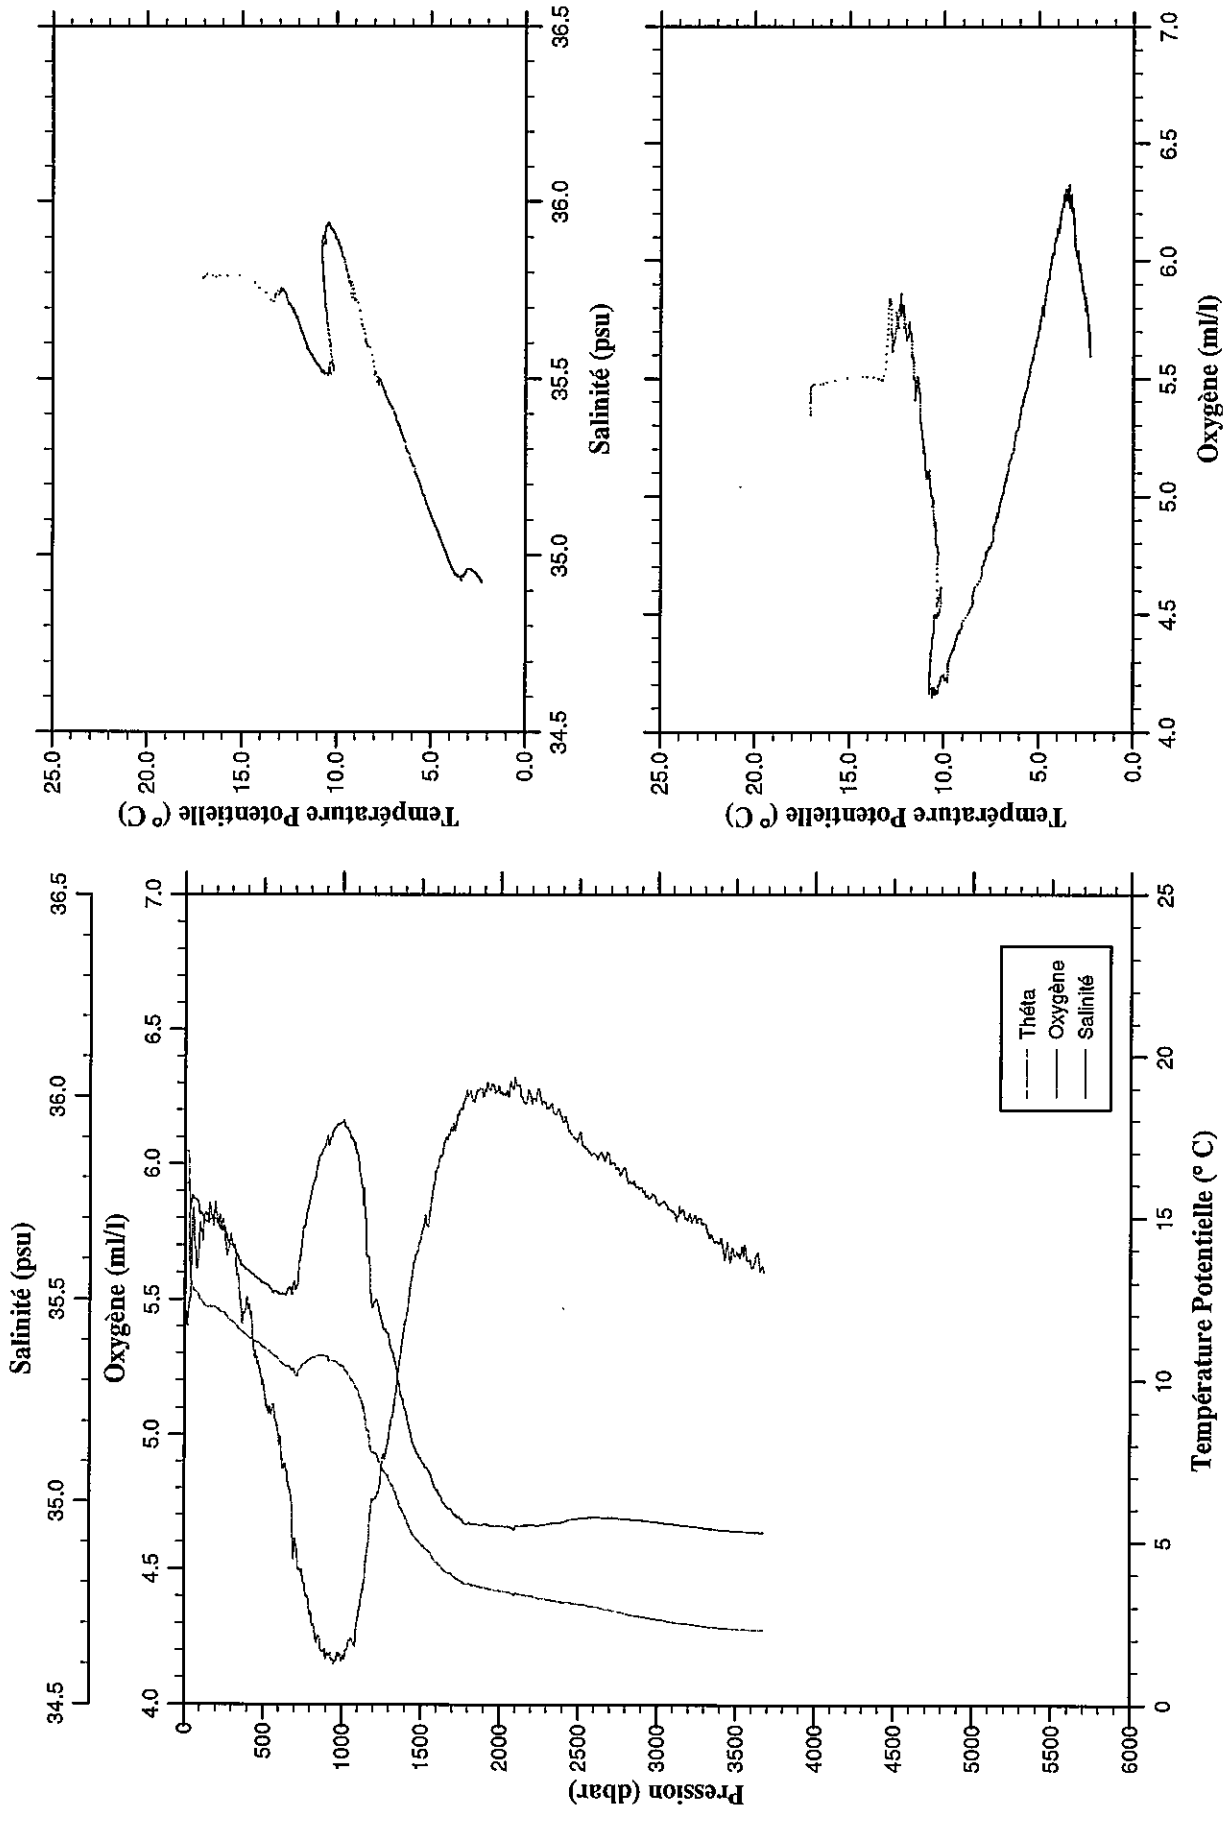 Salinité (psu)
34.5 35.0 35.5 36.0 36.5
Oxygène (ml/l)
4.0 4.5 5.0 5.5 6.0 6.5 7.0
Pression (dbar)
0
500
1000
1500
2000
2500
3000
3500
4000
4500
5000
5500
6000
Théta
Oxygène
Salinité
0 5 10 15 20 25
Température Potentielle (° C)
Température Potentielle (° C)
25.0
20.0
15.0
10.0
5.0
0.0
34.5 35.0 35.5 36.0 36.5
Salinité (psu)
Température Potentielle (° C)
25.0
20.0
15.0
10.0
5.0
0.0
4.0 4.5 5.0 5.5 6.0 6.5 7.0
Oxygène (ml/l)